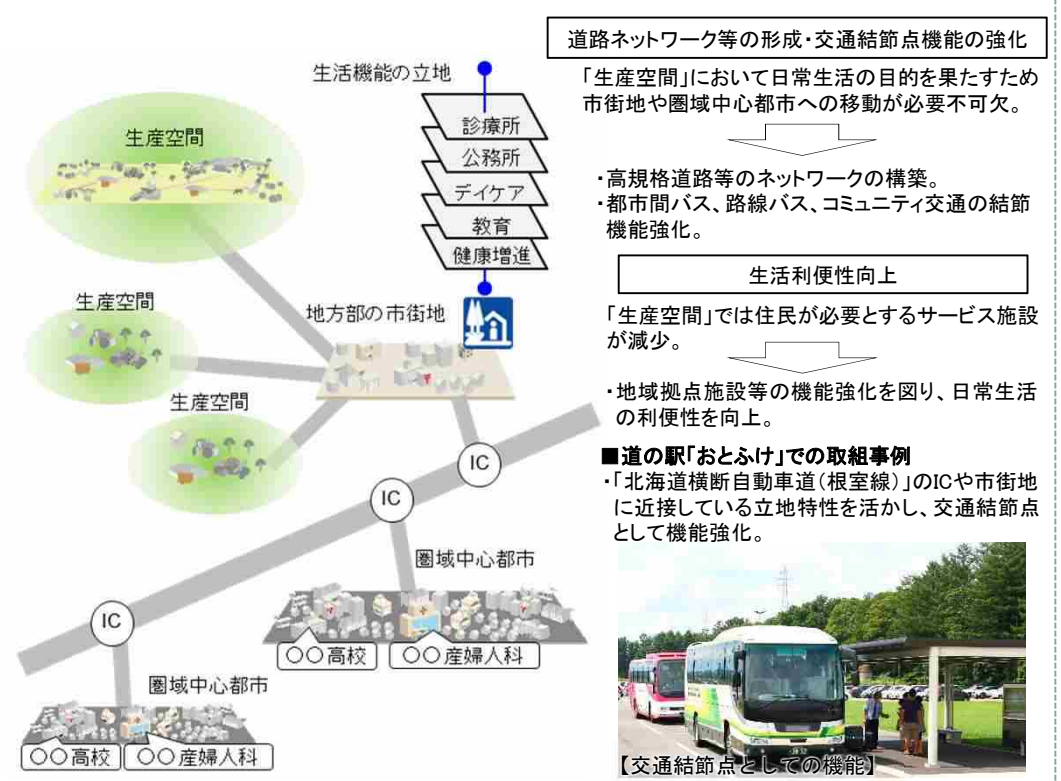 道路ネットワーク等の形成・交通結節点機能の強化
「生産空間」において日常生活の目的を果たすため
市街地や圏域中心都市への移動が必要不可欠。
・高規格道路等のネットワークの構築。
・都市間バス、路線バス、コミュニティ交通の結節
機能強化。
生活利便性向上
「生産空間」では住民が必要とするサービス施設
が減少。
・地域拠点施設等の機能強化を図り、日常生活
の利便性を向上。
■道の駅「おとふけ」での取組事例
・「北海道横断自動車道(根室線)」のICや市街地
に近接している立地特性を活かし、交通結節点
として機能強化。
【交通結節点としての機能】
生活機能の立地
診療所
公務所
デイケア
教育
健康増進
生産空間
生産空間
生産空間
地方部の市街地
IC
IC
IC
圏域中心都市
〇〇高校
〇〇産婦人科
圏域中心都市
〇〇高校
〇〇産婦人科